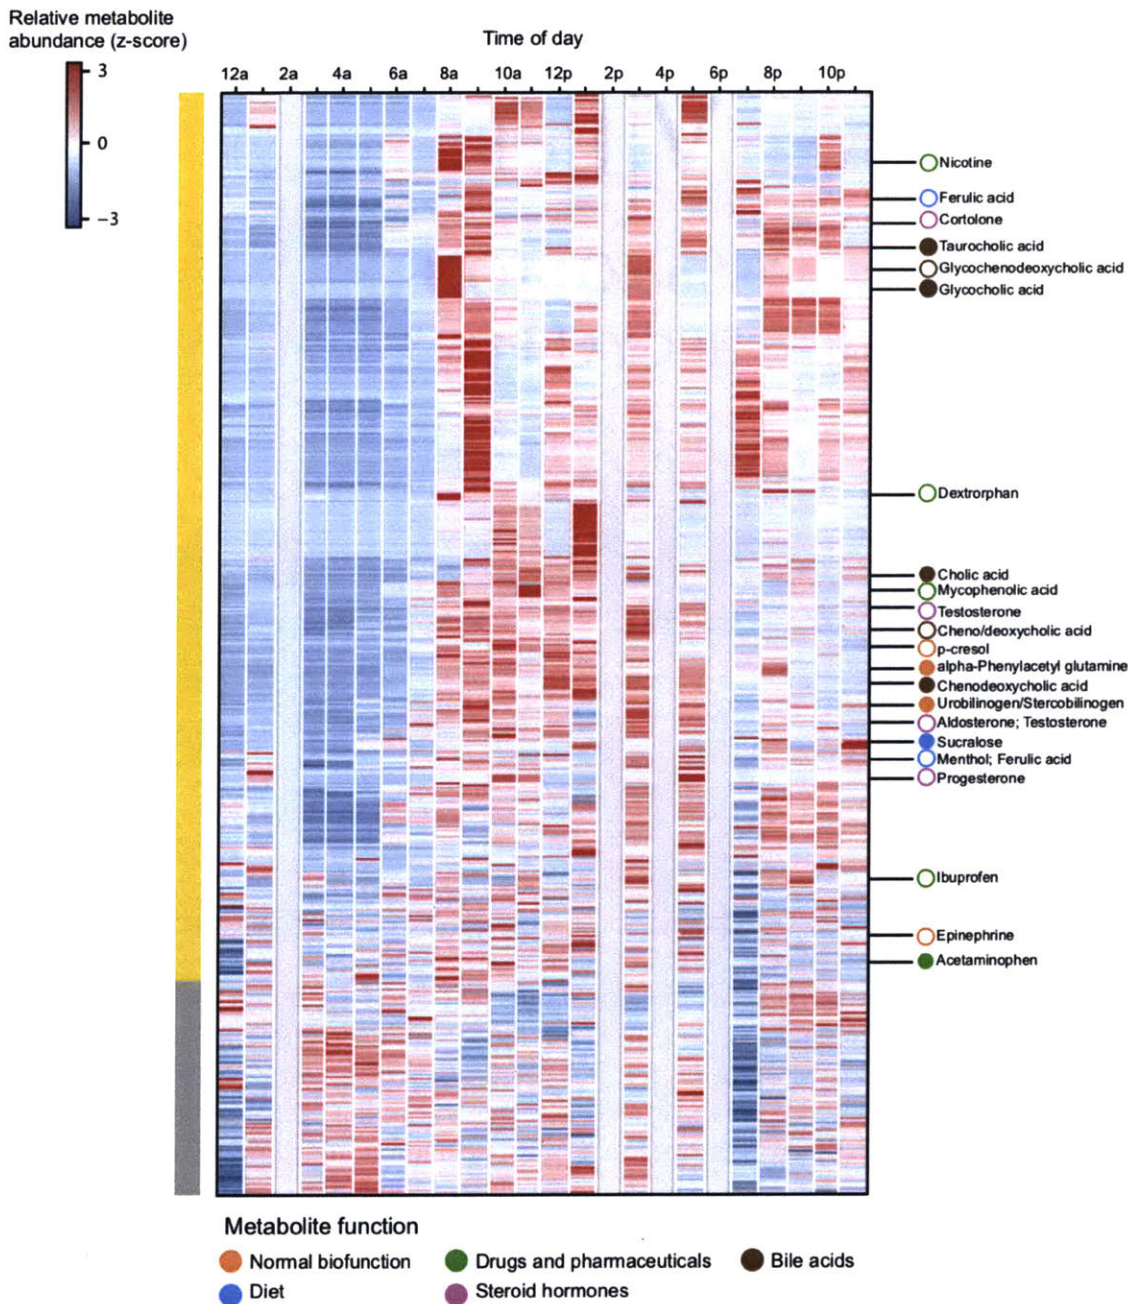 Relative metabolite
abundance (z-score)
3
0
−3
Time of day
12a 2a 4a 6a 8a 10a 12p 2p 4p 6p 8p 10p
Nicotine
Ferulic acid
Cortolone
Taurocholic acid
Glycochenodeoxycholic acid
Glycocholic acid
Dextrorphan
Cholic acid
Mycophenolic acid
Testosterone
Cheno/deoxycholic acid
p-cresol
alpha-Phenylacetyl glutamine
Chenodeoxycholic acid
Urobilinogen/Stercobilinogen
Aldosterone; Testosterone
Sucralose
Menthol; Ferulic acid
Progesterone
Ibuprofen
Epinephrine
Acetaminophen
Metabolite function
Normal biofunction Drugs and pharmaceuticals Bile acids
Diet Steroid hormones